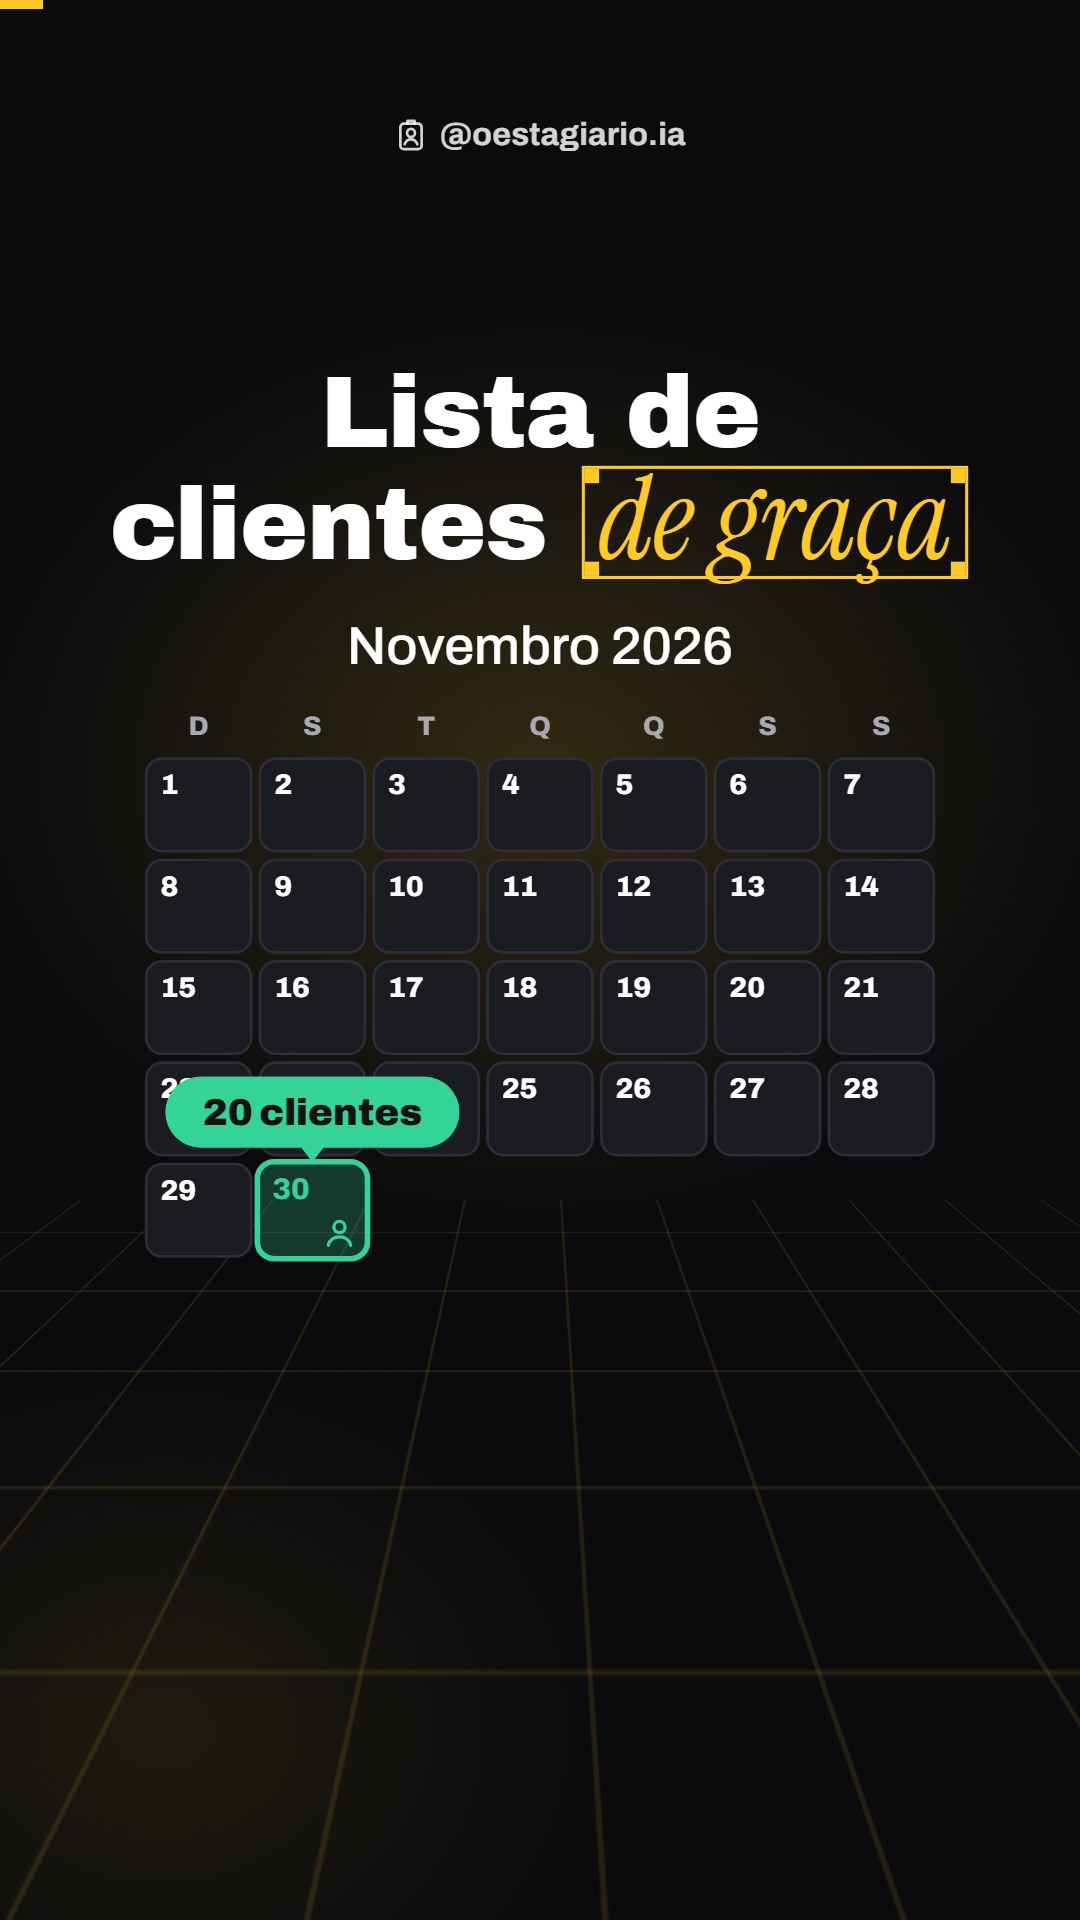 @oestagiario.ia
Lista de
clientes de graça
Novembro 2026
D S T Q Q S S
1 2 3 4 5 6 7
8 9 10 11 12 13 14
15 16 17 18 19 20 21
25 26 27 28
20 clientes
29 30